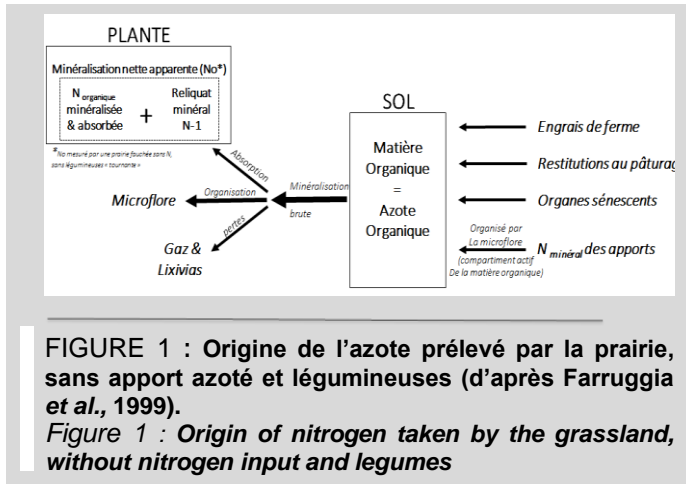 PLANTE
Minéralisation nette apparente (No*)
N organique
minéralisée
& absorbée
+
Reliquat
minéral
N-1
*No mesuré par une prairie fauchée sans N,
sans légumineuses « tournante »
Absorption
Microflore
Organisation
pertes
Gaz &
Lixivias
Minéralisation
brute
SOL
Matière
Organique
=
Azote
Organique
Engrais de ferme
Restitutions au pâturag
Organes sénescents
Organisé par
La microflore
(compartiment actif
De la matière organique)
N minéral des apports
FIGURE 1 : Origine de l’azote prélevé par la prairie,
sans apport azoté et légumineuses (d’après Farruggia
et al., 1999).
Figure 1 : Origin of nitrogen taken by the grassland,
without nitrogen input and legumes